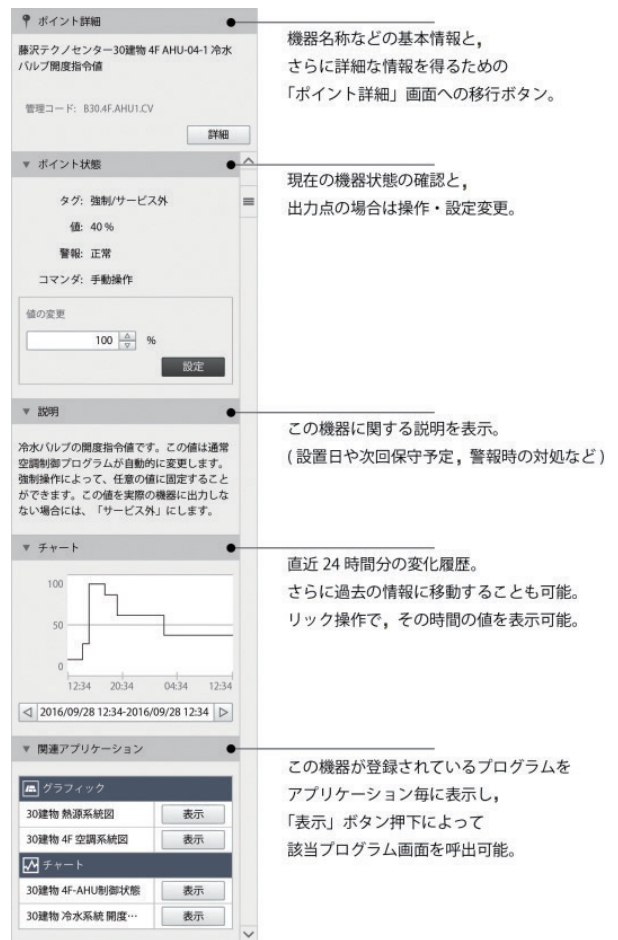 ポイント詳細
藤沢テクノセンター30建物 4F AHU-04-1 冷水
バルブ開度指令値
管理コード: B30.4F.AHU1.CV
詳細
機器名称などの基本情報と,
さらに詳細な情報を得るための
「ポイント詳細」画面への移行ボタン。
ポイント状態
タグ: 強制/サービス外
値: 40 %
警報: 正常
コマンダ: 手動操作
値の変更
100 %
設定
現在の機器状態の確認と,
出力点の場合は操作・設定変更。
説明
冷水バルブの開度指令値です。この値は通常
空調制御プログラムが自動的に変更します。
強制操作によって、任意の値に固定すること
ができます。この値を実際の機器に出力しな
ない場合には、「サービス外」にします。
この機器に関する説明を表示。
( 設置日や次回保守予定, 警報時の対処など )
チャート
100
50
0
12:34 20:34 04:34 12:34
2016/09/28 12:34-2016/09/28 12:34
直近 24 時間分の変化履歴。
さらに過去の情報に移動することも可能。
リック操作で, その時間の値を表示可能。
関連アプリケーション
グラフィック
30建物 熱源系統図 表示
30建物 4F 空調系統図 表示
チャート
30建物 4F-AHU制御状態 表示
30建物 冷水系統 開度… 表示
この機器が登録されているプログラムを
アプリケーション毎に表示し,
「表示」ボタン押下によって
該当プログラム画面を呼出可能。